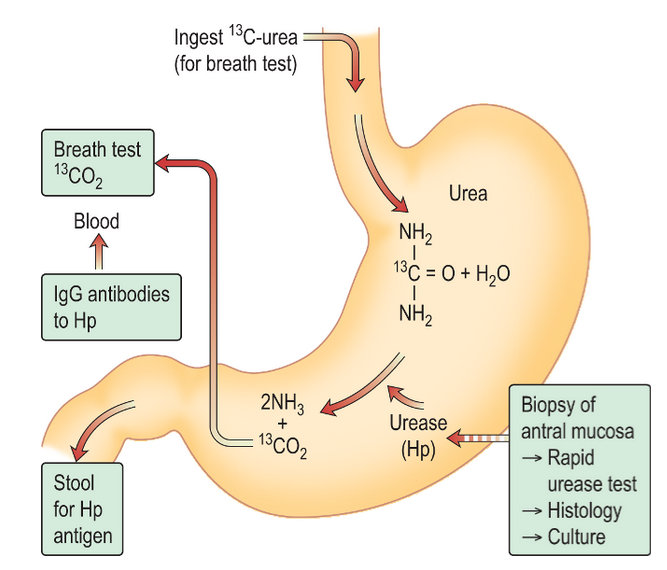 Ingest ¹³C-urea
(for breath test)
Breath test
¹³CO₂
Blood
IgG antibodies
to Hp
Urea
NH₂
¹³C = O + H₂O
NH₂
2NH₃
+
¹³CO₂
Urease
(Hp)
Biopsy of
antral mucosa
→ Rapid
urease test
→ Histology
→ Culture
Stool
for Hp
antigen